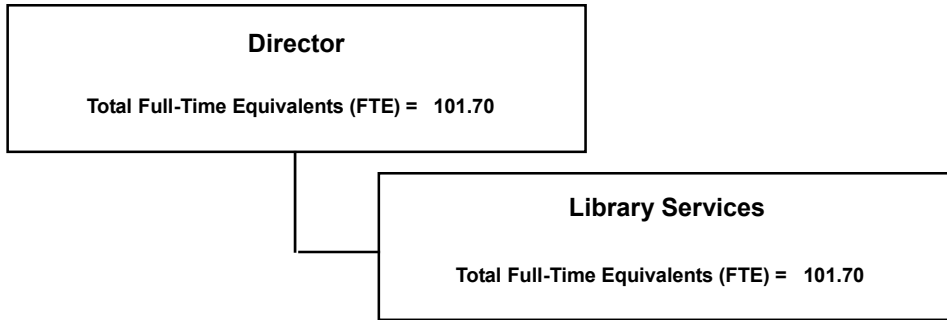 Director
Total Full-Time Equivalents (FTE) = 101.70
Library Services
Total Full-Time Equivalents (FTE) = 101.70